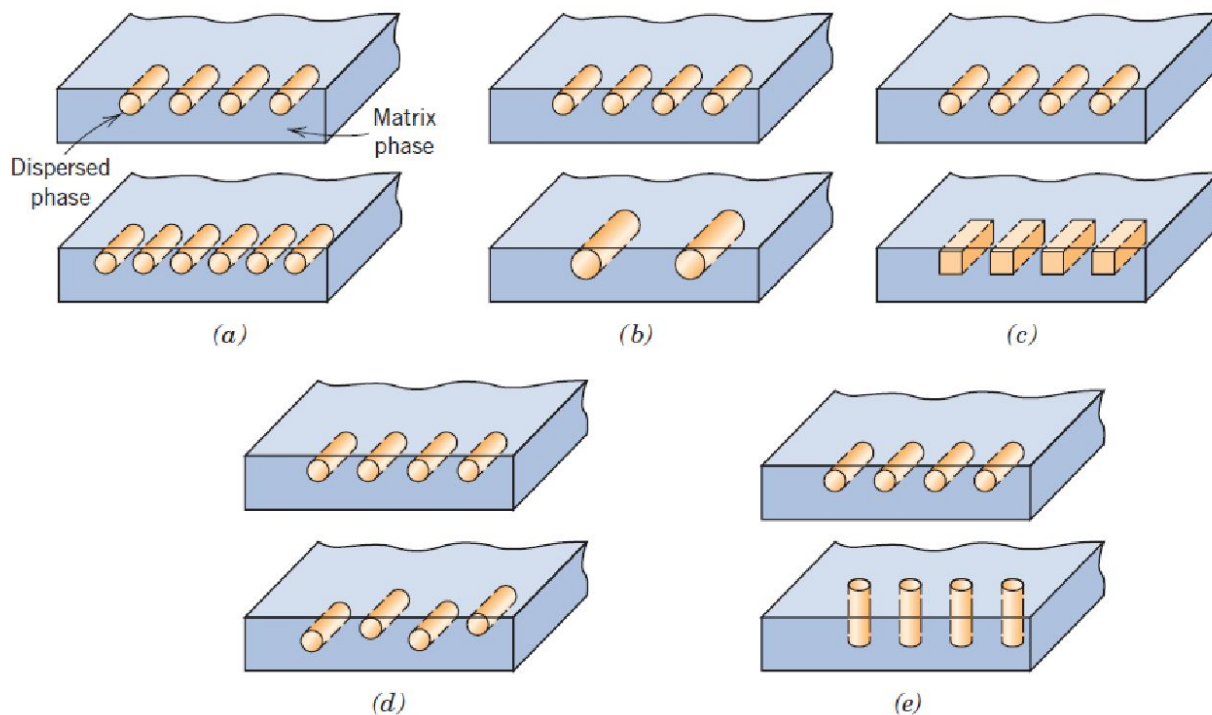 Matrix
phase
Dispersed
phase
(a)
(b)
(c)
(d)
(e)